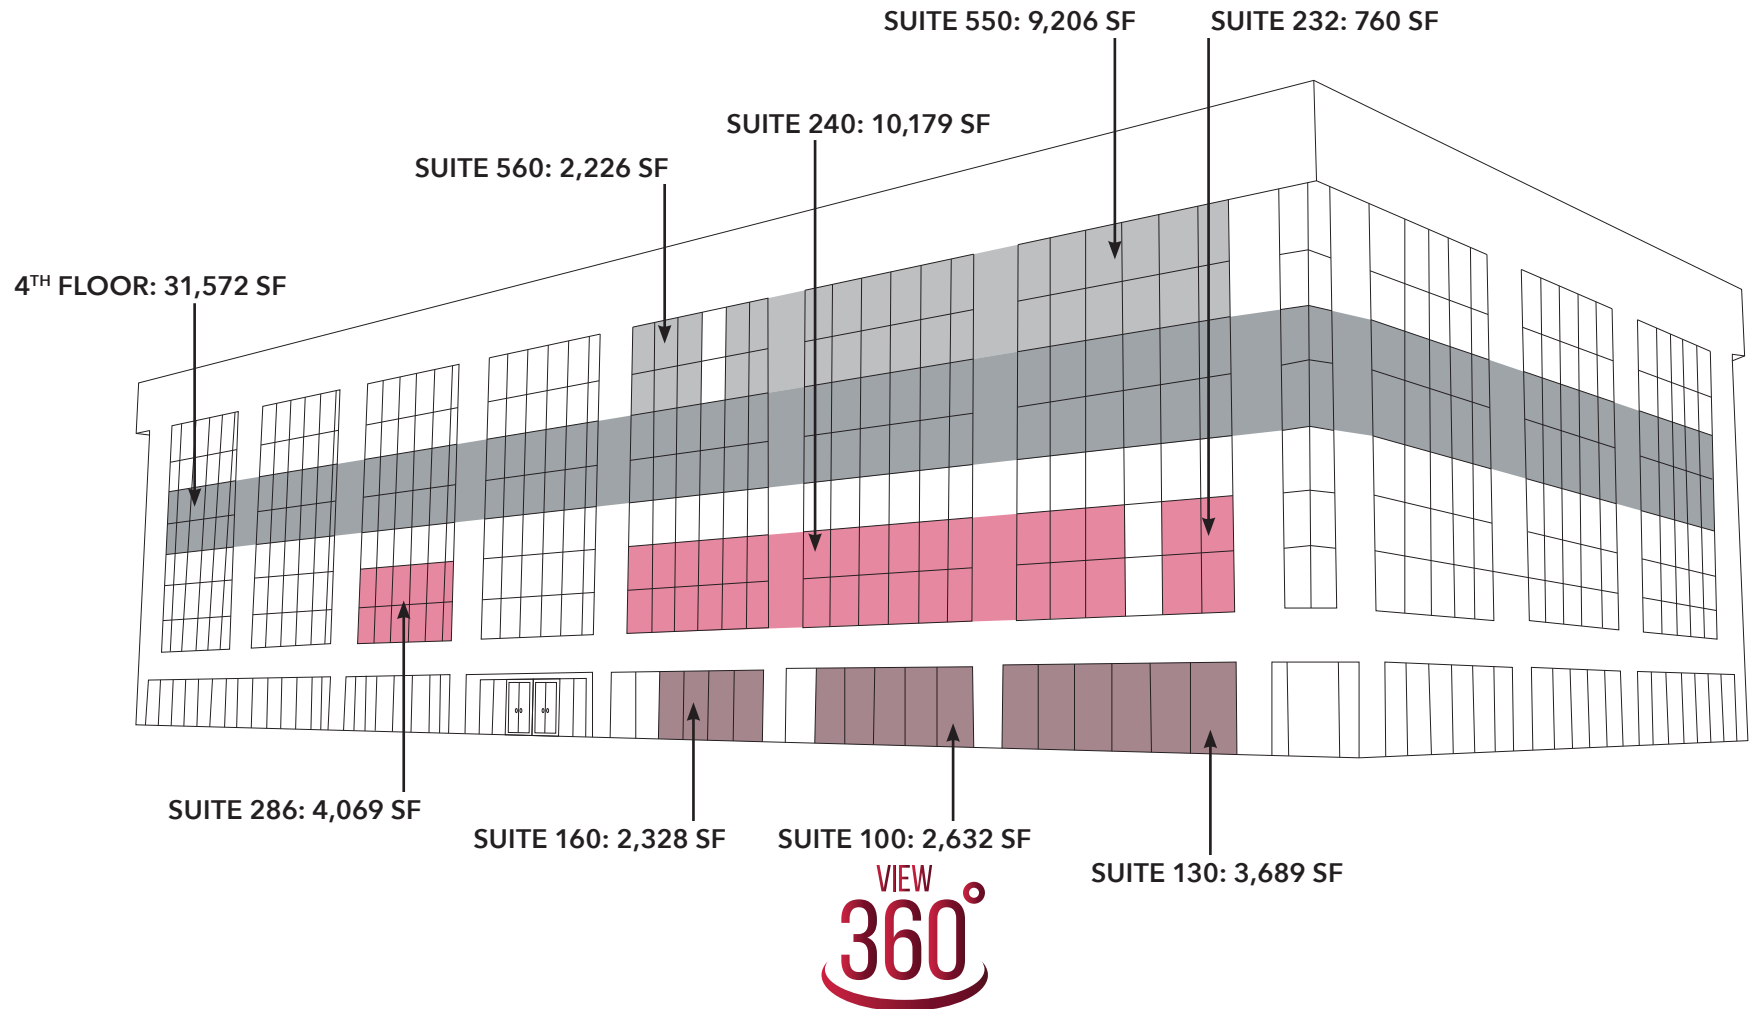 SUITE 550: 9,206 SF
SUITE 232: 760 SF
SUITE 240: 10,179 SF
SUITE 560: 2,226 SF
4TH FLOOR: 31,572 SF
SUITE 286: 4,069 SF
SUITE 160: 2,328 SF
SUITE 100: 2,632 SF
SUITE 130: 3,689 SF
VIEW
360°